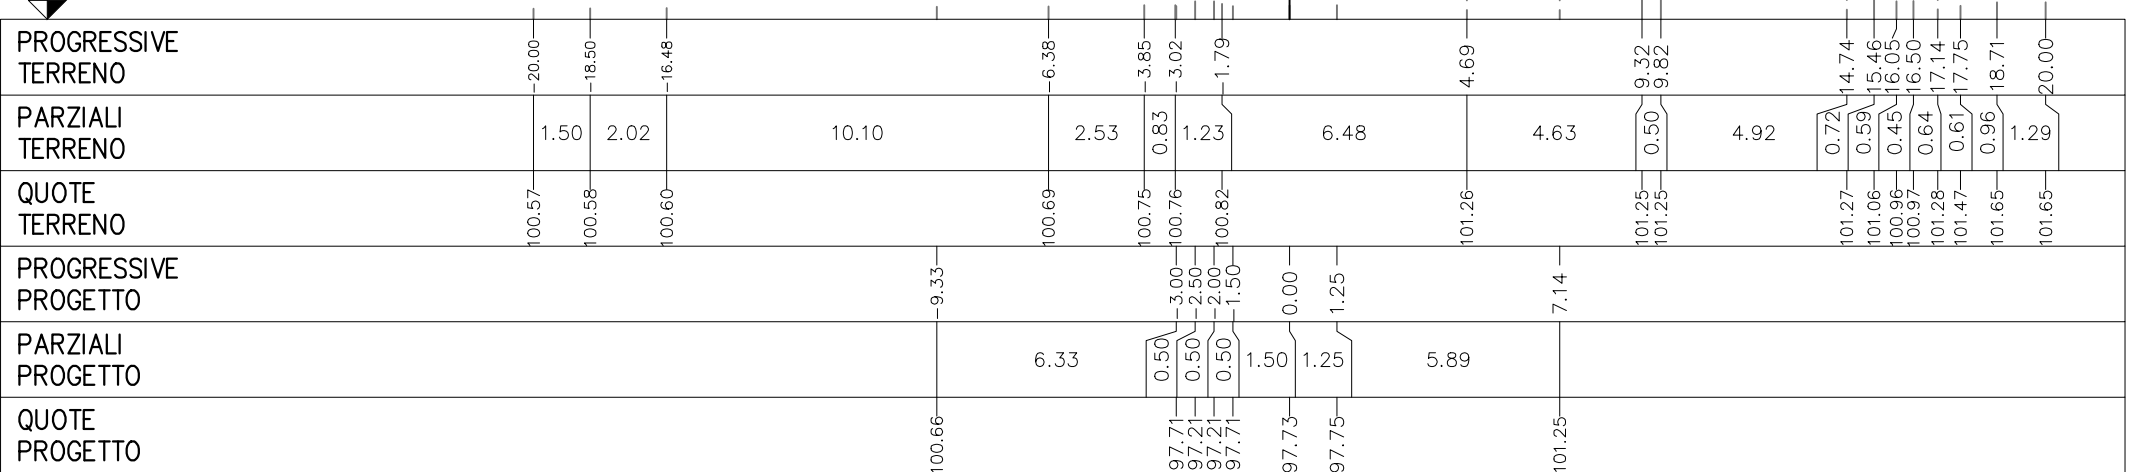 PROGRESSIVE
TERRENO
-20.00 -18.50 -16.48 -6.38 -3.85 -3.02 -1.79 4.69 9.32 9.82 14.74 15.46 16.05 16.50 17.14 17.75 18.71 20.00
PARZIALI
TERRENO
1.50 2.02 10.10 2.53 0.83 1.23 6.48 4.63 0.50 4.92 0.72 0.59 0.45 0.64 0.61 0.96 1.29
QUOTE
TERRENO
100.57 100.58 100.60 100.69 100.75 100.76 100.82 101.26 101.25 101.25 101.27 101.06 100.96 100.97 101.28 101.47 101.65 101.65
PROGRESSIVE
PROGETTO
-9.33 -3.00 -2.50 -2.00 -1.50 0.00 1.25 7.14
PARZIALI
PROGETTO
6.33 0.50 0.50 0.50 1.50 1.25 5.89
QUOTE
PROGETTO
100.66 97.71 97.21 97.21 97.71 97.73 97.75 101.25